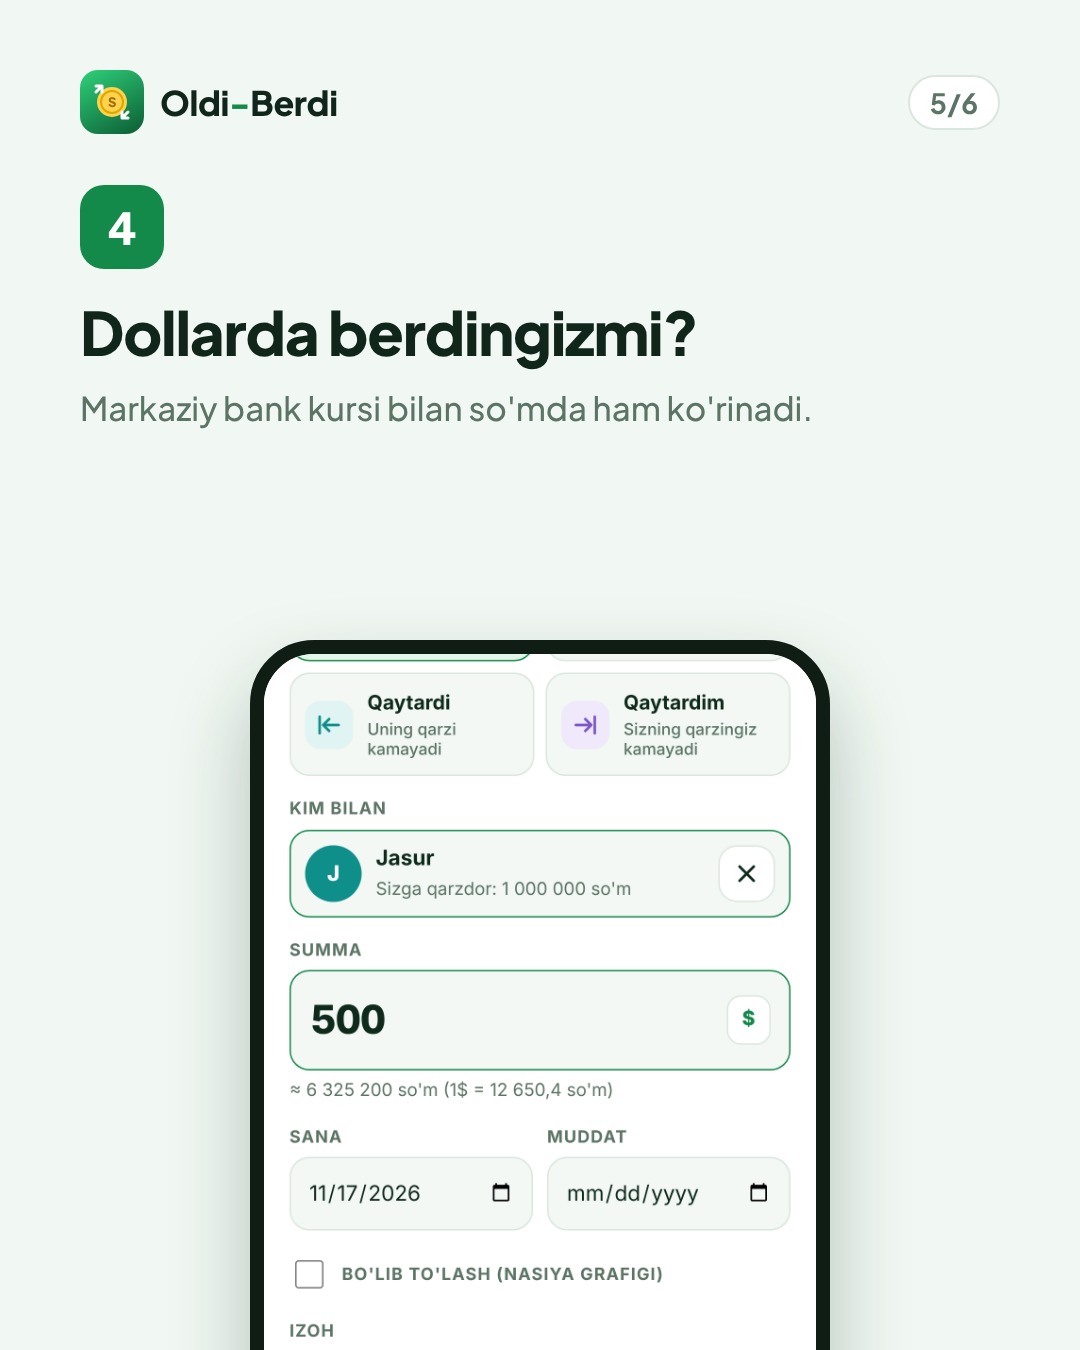 Oldi-Berdi
5/6
4
Dollarda berdingizmi?
Markaziy bank kursi bilan so'mda ham ko'rinadi.
Qaytardi
Uning qarzi
kamayadi
Qaytardim
Sizning qarzingiz
kamayadi
KIM BILAN
J
Jasur
Sizga qarzdor: 1 000 000 so'm
SUMMA
500
$
≈ 6 325 200 so'm (1$ = 12 650,4 so'm)
SANA
MUDDAT
11/17/2026
mm/dd/yyyy
BO'LIB TO'LASH (NASIYA GRAFIGI)
IZOH